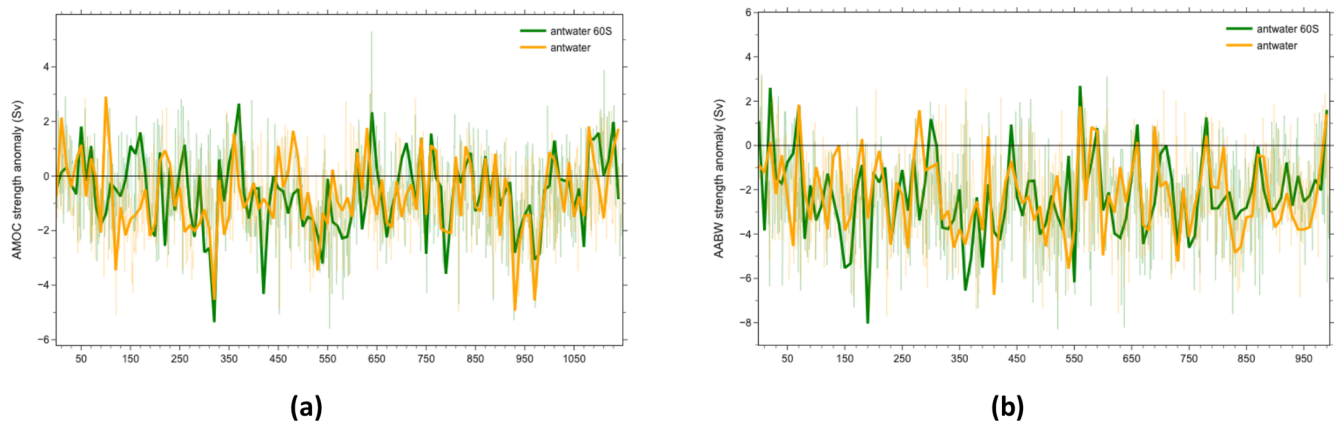 AMOC strength anomaly (Sv)
4
2
0
−2
−4
−6
antwater 60S
antwater
50 150 250 350 450 550 650 750 850 950 1050
(a)
AABW strength anomaly (Sv)
6
4
2
0
−2
−4
−6
−8
antwater 60S
antwater
50 150 250 350 450 550 650 750 850 950
(b)